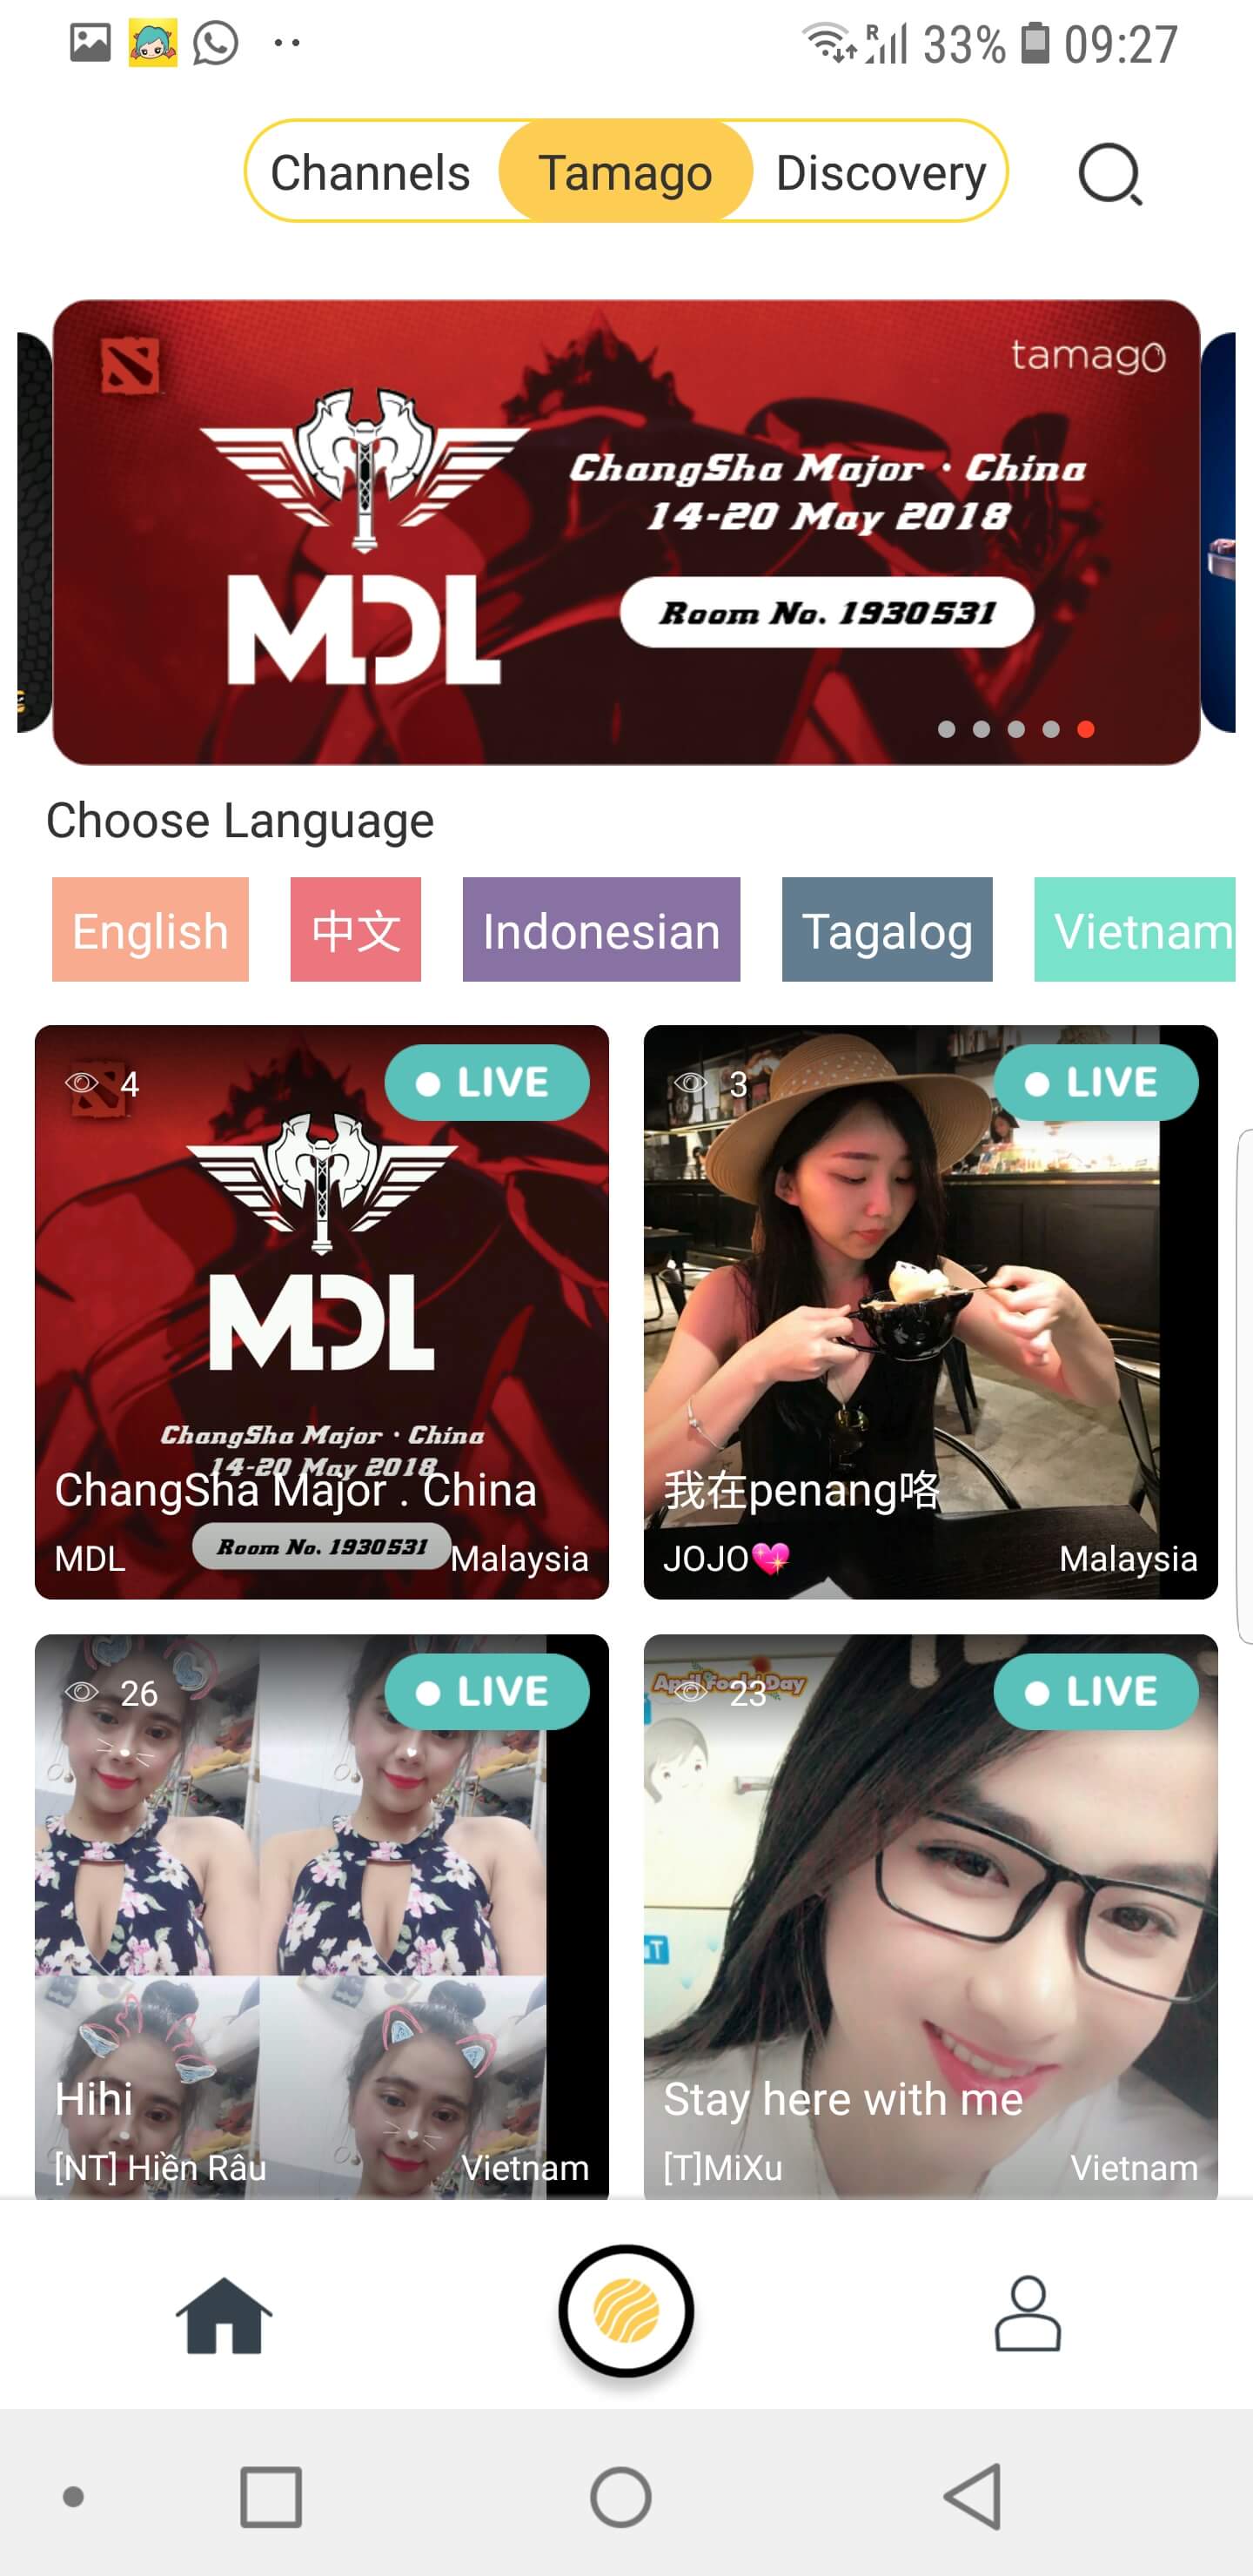 R 33% 09:27
Channels Tamago Discovery
tamago
MDL
ChangSha Major · China
14-20 May 2018
Room No. 1930531
Choose Language
English 中文 Indonesian Tagalog Vietnam
4 LIVE
MDL
ChangSha Major · China
14-20 May 2018
ChangSha Major . China
Room No. 1930531
MDL Malaysia
3 LIVE
我在penang咯
JOJO💖 Malaysia
26 LIVE
Hihi
[NT] Hiền Râu Vietnam
April Fool's Day
23 LIVE
Stay here with me
[T]MiXu Vietnam